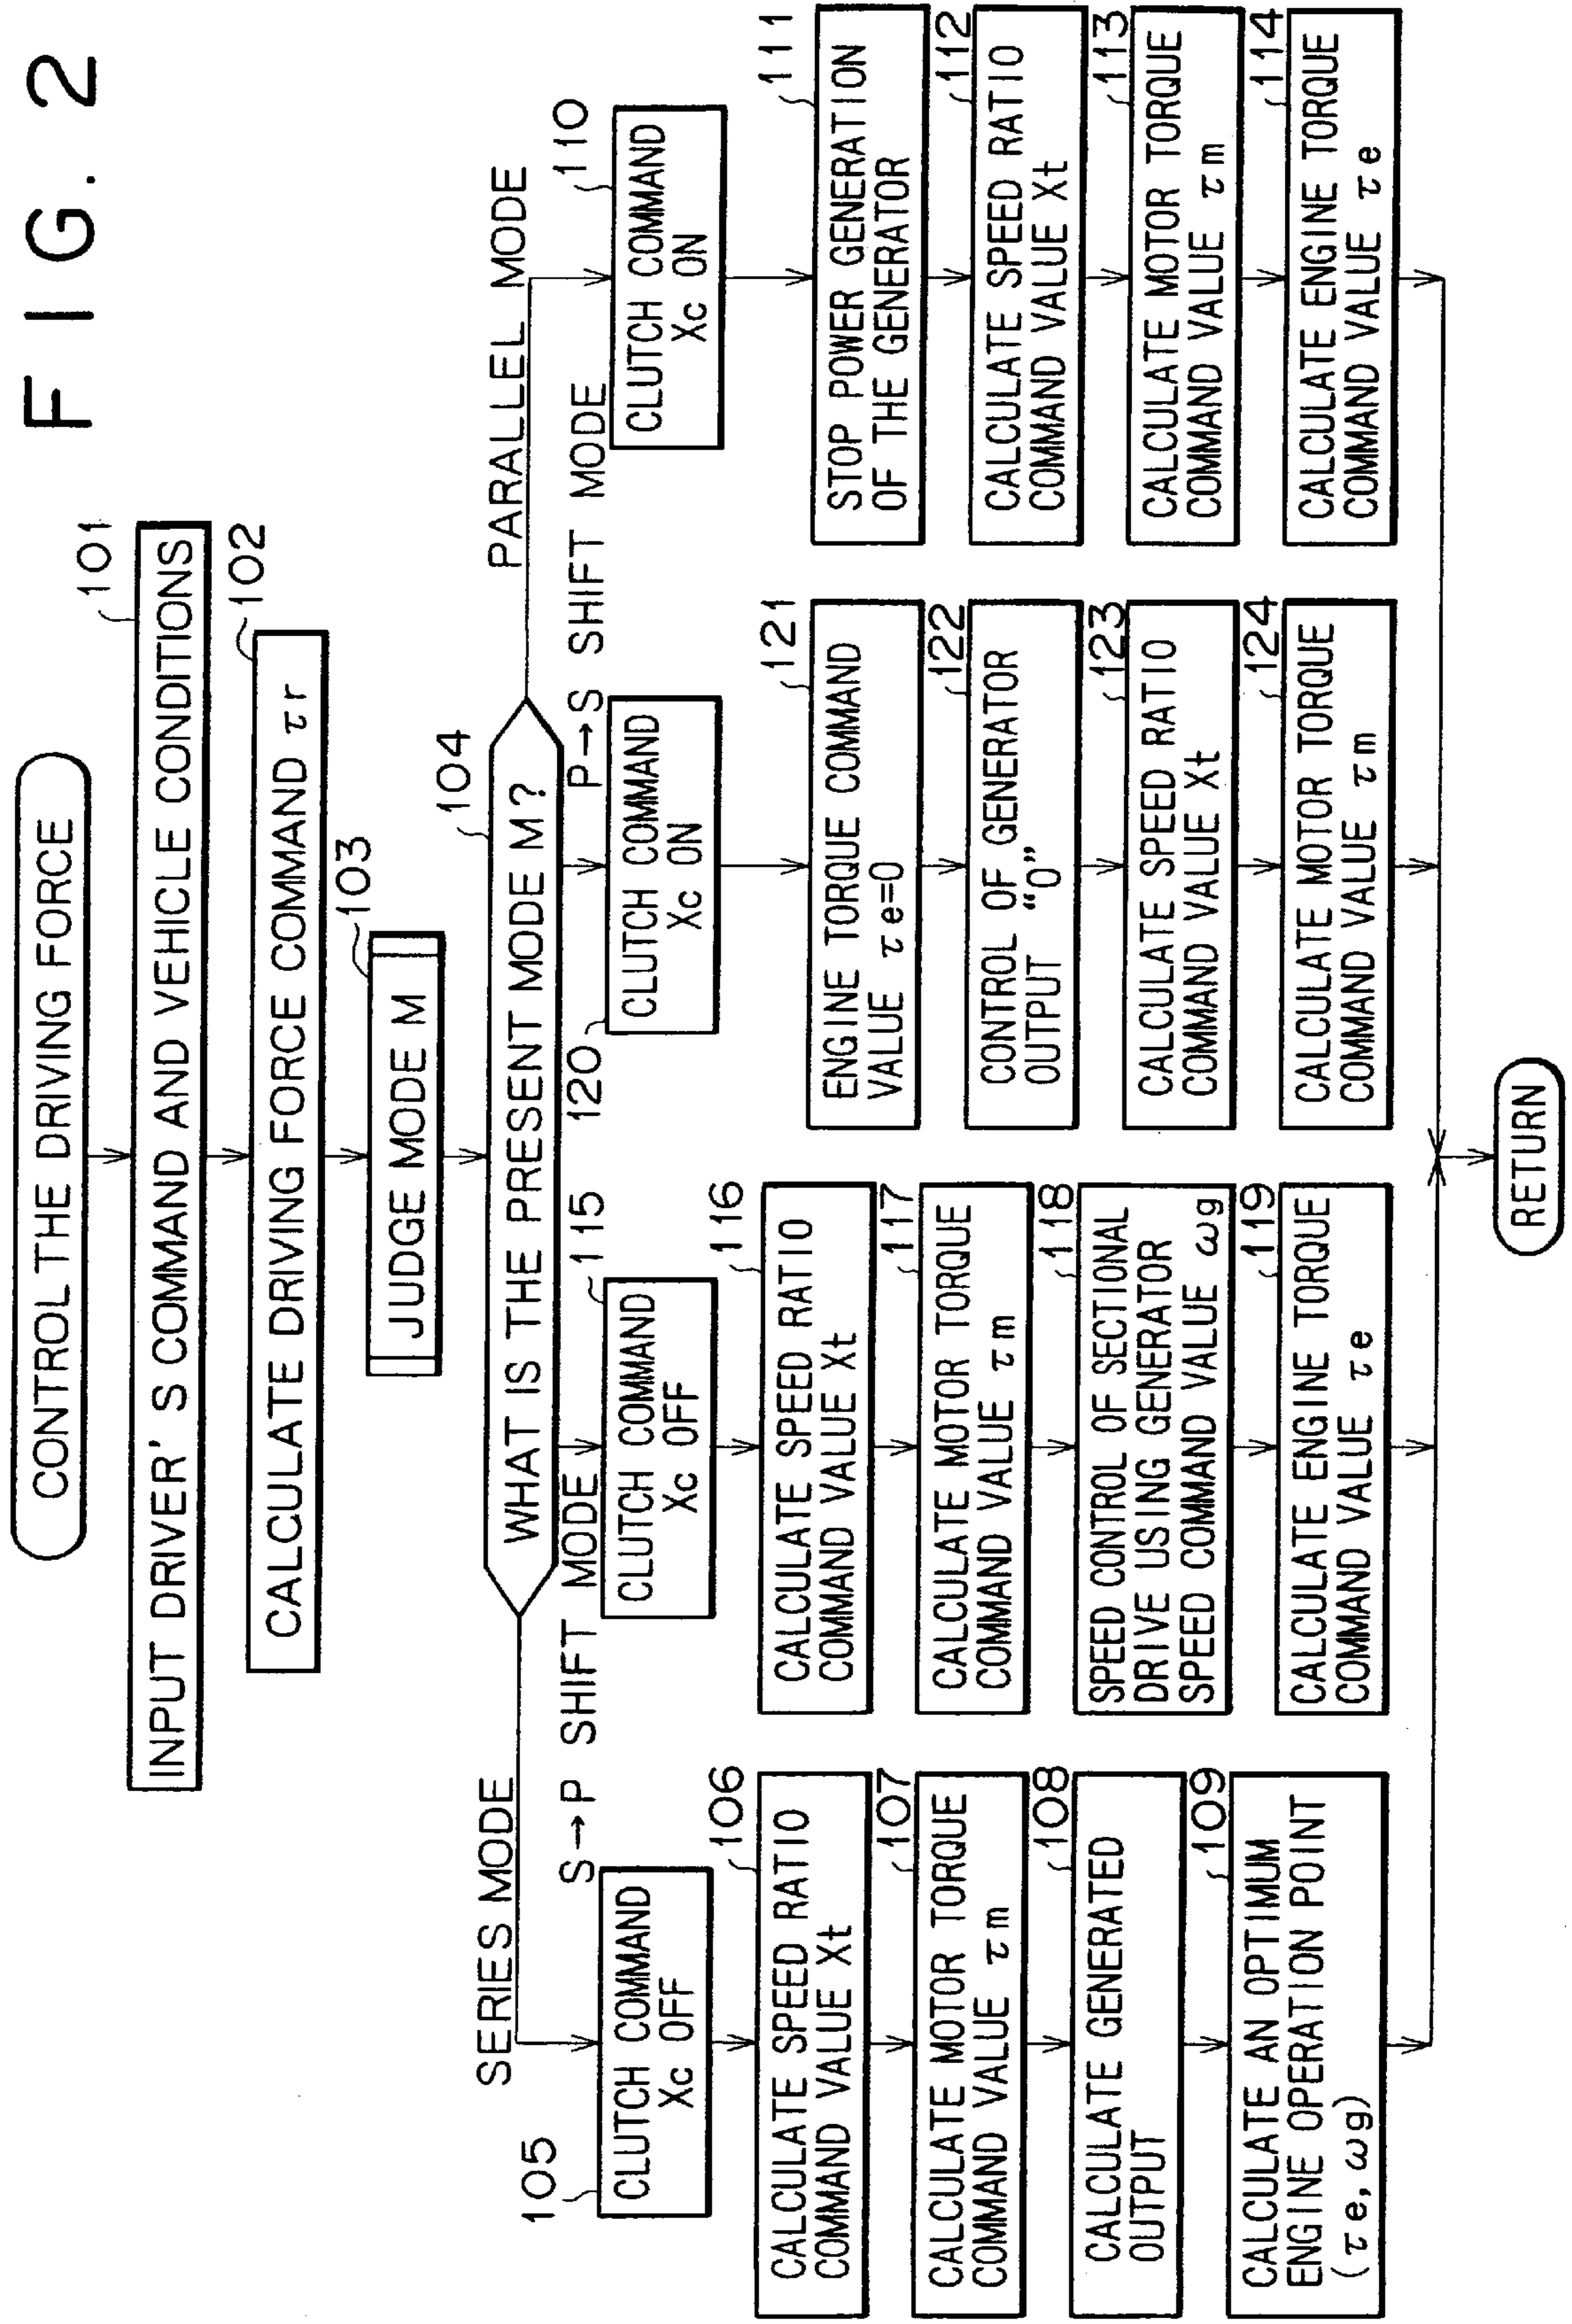 FIG. 2
CONTROL THE DRIVING FORCE
101
INPUT DRIVER'S COMMAND AND VEHICLE CONDITIONS
102
CALCULATE DRIVING FORCE COMMAND τr
103
JUDGE MODE M
104
WHAT IS THE PRESENT MODE M?
SERIES MODE
105
CLUTCH COMMAND
Xc OFF
106
CALCULATE SPEED RATIO
COMMAND VALUE Xt
107
CALCULATE MOTOR TORQUE
COMMAND VALUE τm
108
CALCULATE GENERATED
OUTPUT
109
CALCULATE AN OPTIMUM
ENGINE OPERATION POINT
(τe, ωg)
S→P SHIFT MODE
115
CLUTCH COMMAND
Xc OFF
116
CALCULATE SPEED RATIO
COMMAND VALUE Xt
117
CALCULATE MOTOR TORQUE
COMMAND VALUE τm
118
SPEED CONTROL OF SECTIONAL
DRIVE USING GENERATOR
SPEED COMMAND VALUE ωg
119
CALCULATE ENGINE TORQUE
COMMAND VALUE τe
P→S SHIFT MODE
120
CLUTCH COMMAND
Xc ON
121
ENGINE TORQUE COMMAND
VALUE τe=0
122
CONTROL OF GENERATOR
OUTPUT "0"
123
CALCULATE SPEED RATIO
COMMAND VALUE Xt
124
CALCULATE MOTOR TORQUE
COMMAND VALUE τm
PARALLEL MODE
110
CLUTCH COMMAND
Xc ON
111
STOP POWER GENERATION
OF THE GENERATOR
112
CALCULATE SPEED RATIO
COMMAND VALUE Xt
113
CALCULATE MOTOR TORQUE
COMMAND VALUE τm
114
CALCULATE ENGINE TORQUE
COMMAND VALUE τe
RETURN